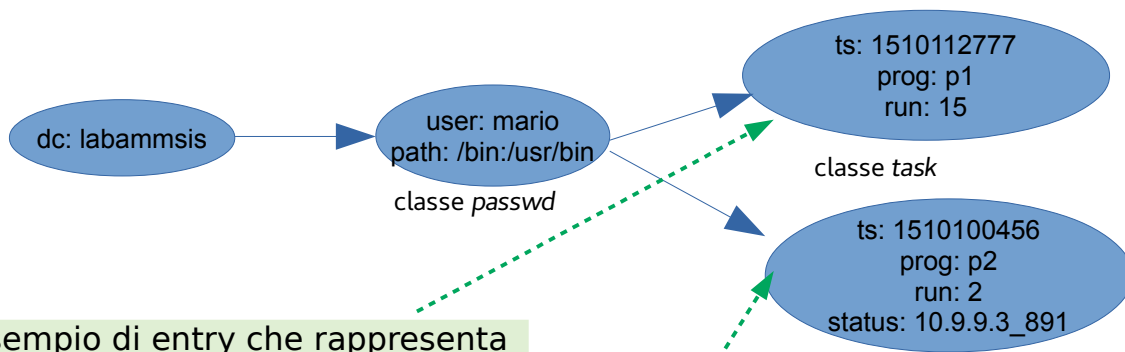 dc: labammsis
user: mario
path: /bin:/usr/bin
classe passwd
ts: 1510112777
prog: p1
run: 15
classe task
ts: 1510100456
prog: p2
run: 2
status: 10.9.9.3_891
sempio di entry che rappresenta